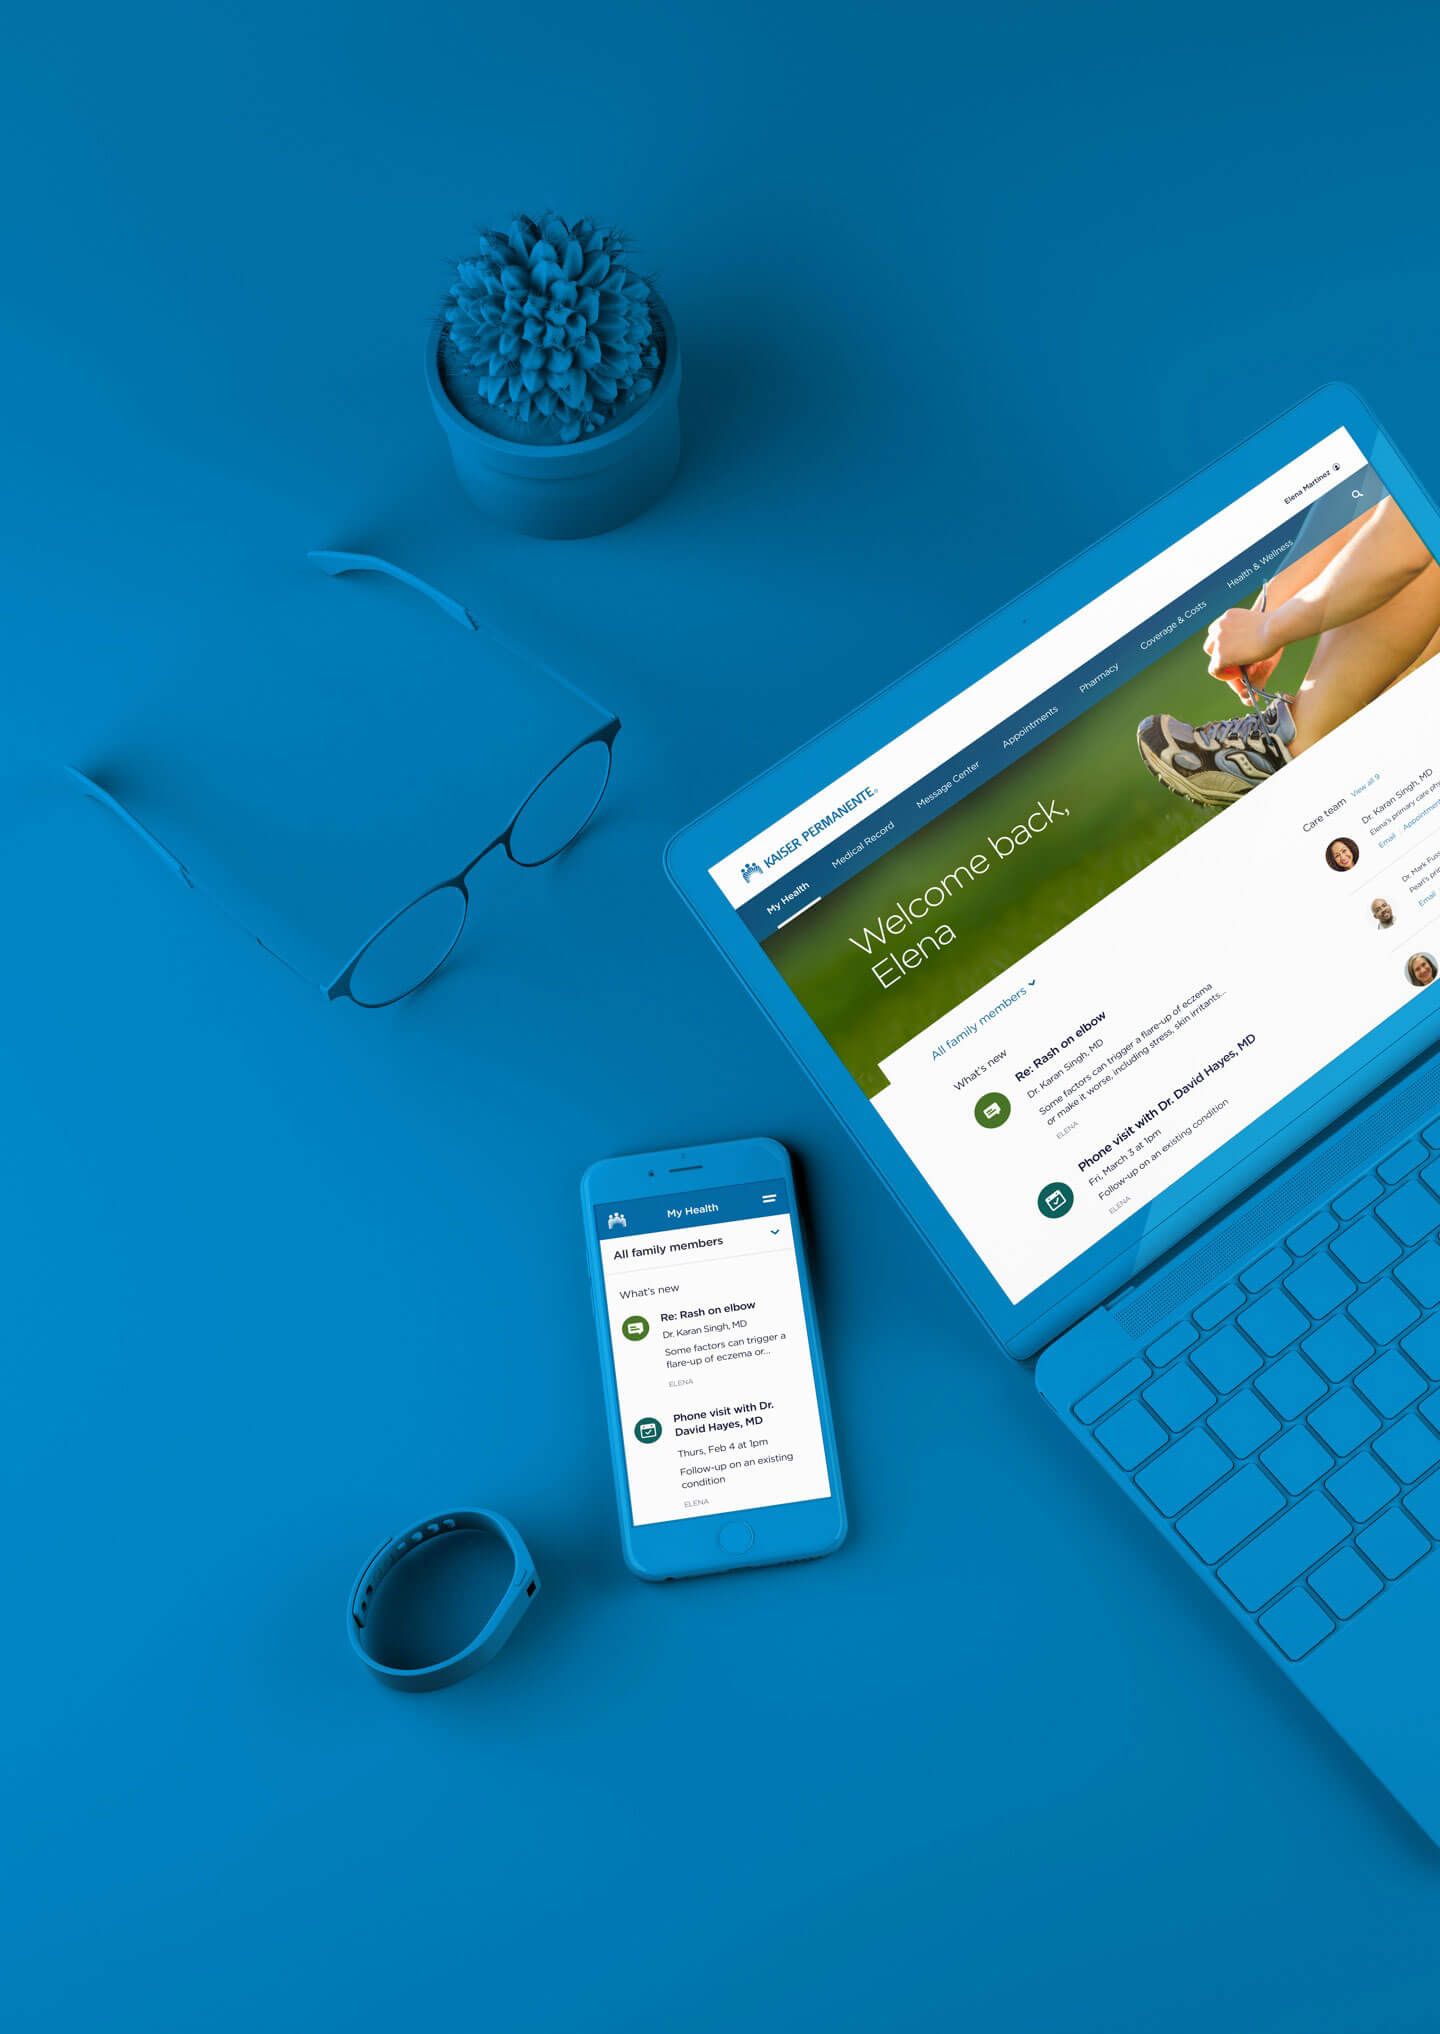 Elena Martinez
KAISER PERMANENTE®
My Health Medical Record Message Center Appointments Pharmacy Coverage & Costs Health & Wellness
Welcome back,
Elena
All family members
What's new
Re: Rash on elbow
Dr. Karan Singh, MD
Some factors can trigger a flare-up of eczema
or make it worse, including stress, skin irritants...
ELENA
Phone visit with Dr. David Hayes, MD
Fri, March 3 at 1pm
Follow-up on an existing condition
ELENA
Care team View all 9
Dr. Karan Singh, MD
Elena's primary care phy
Email Appointment
Dr. Mark Fuss
Pearl's pri
Email
My Health
All family members
What's new
Re: Rash on elbow
Dr. Karan Singh, MD
Some factors can trigger a
flare-up of eczema or...
ELENA
Phone visit with Dr.
David Hayes, MD
Thurs, Feb 4 at 1pm
Follow-up on an existing
condition
ELENA